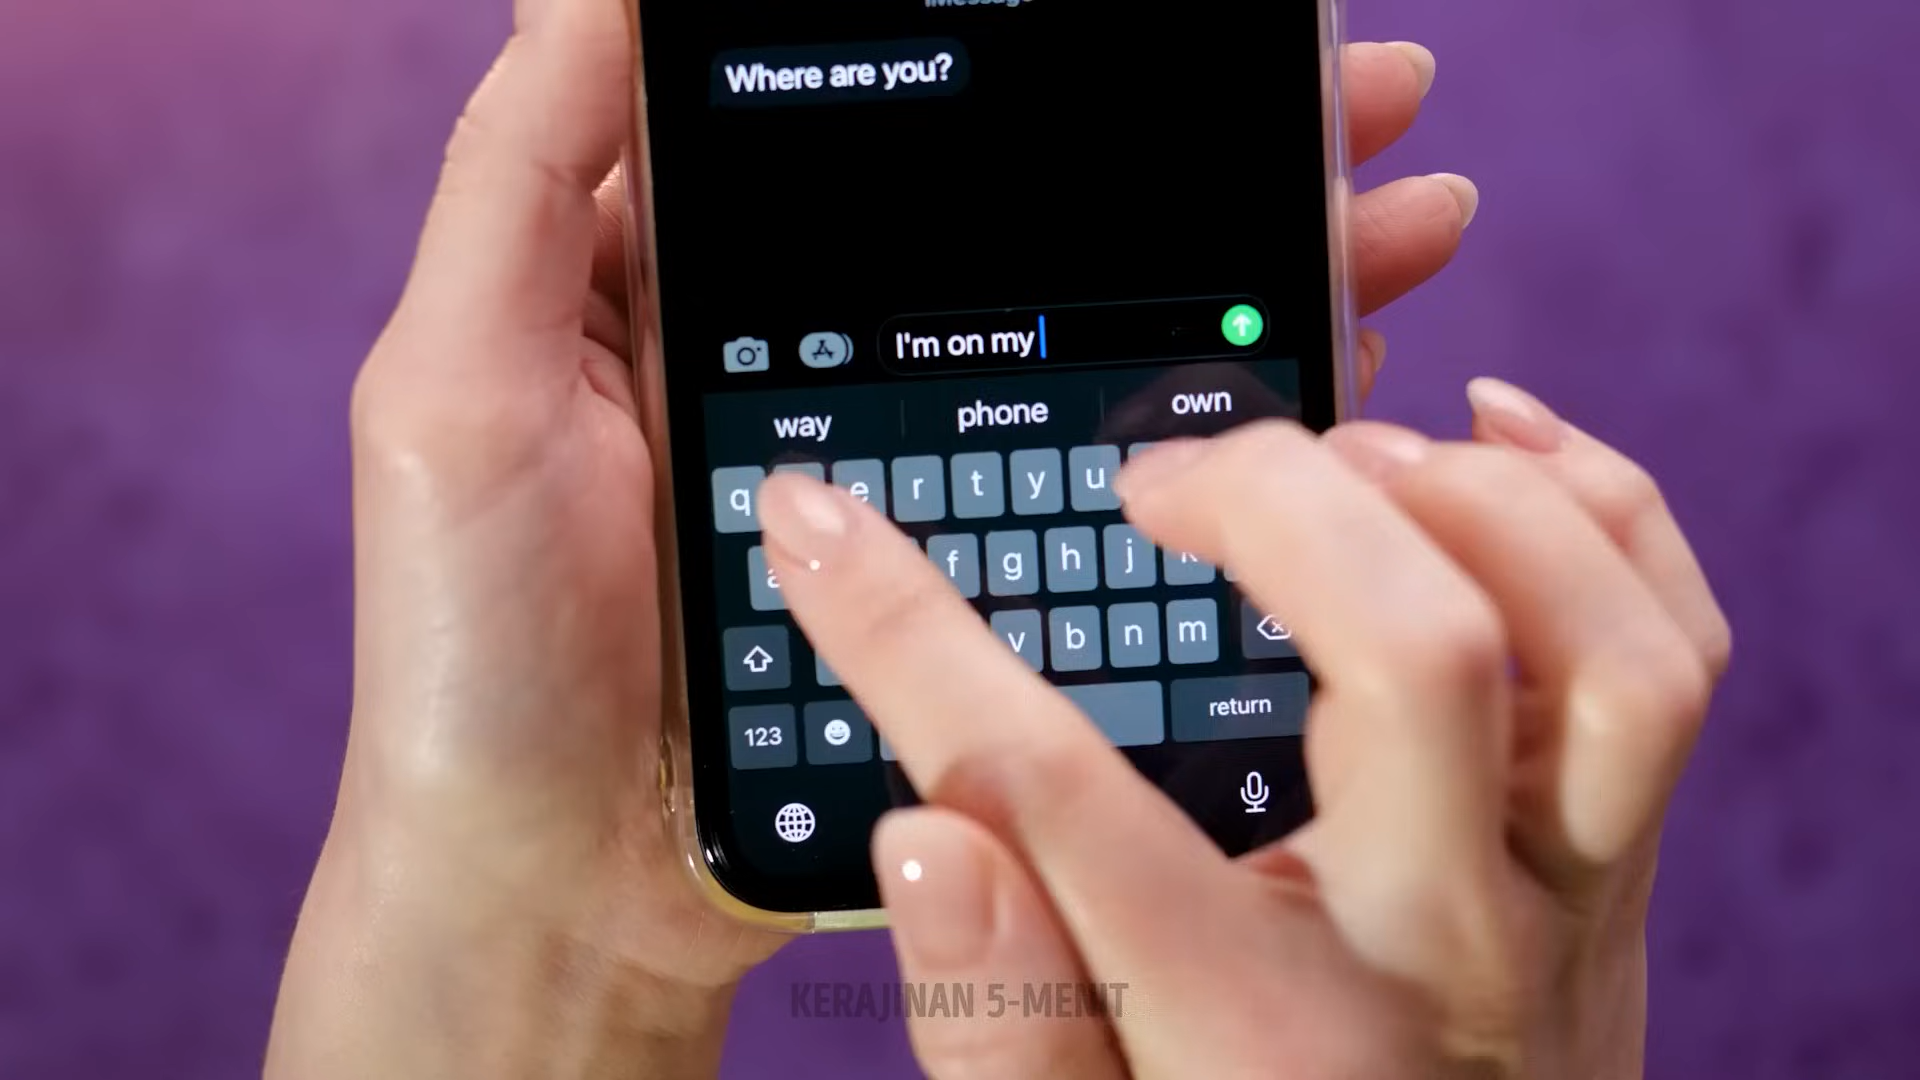 Where are you?
I'm on my
way phone own
q e r t y u
f g h j
v b n m
123 return
KERAJINAN 5-MENIT